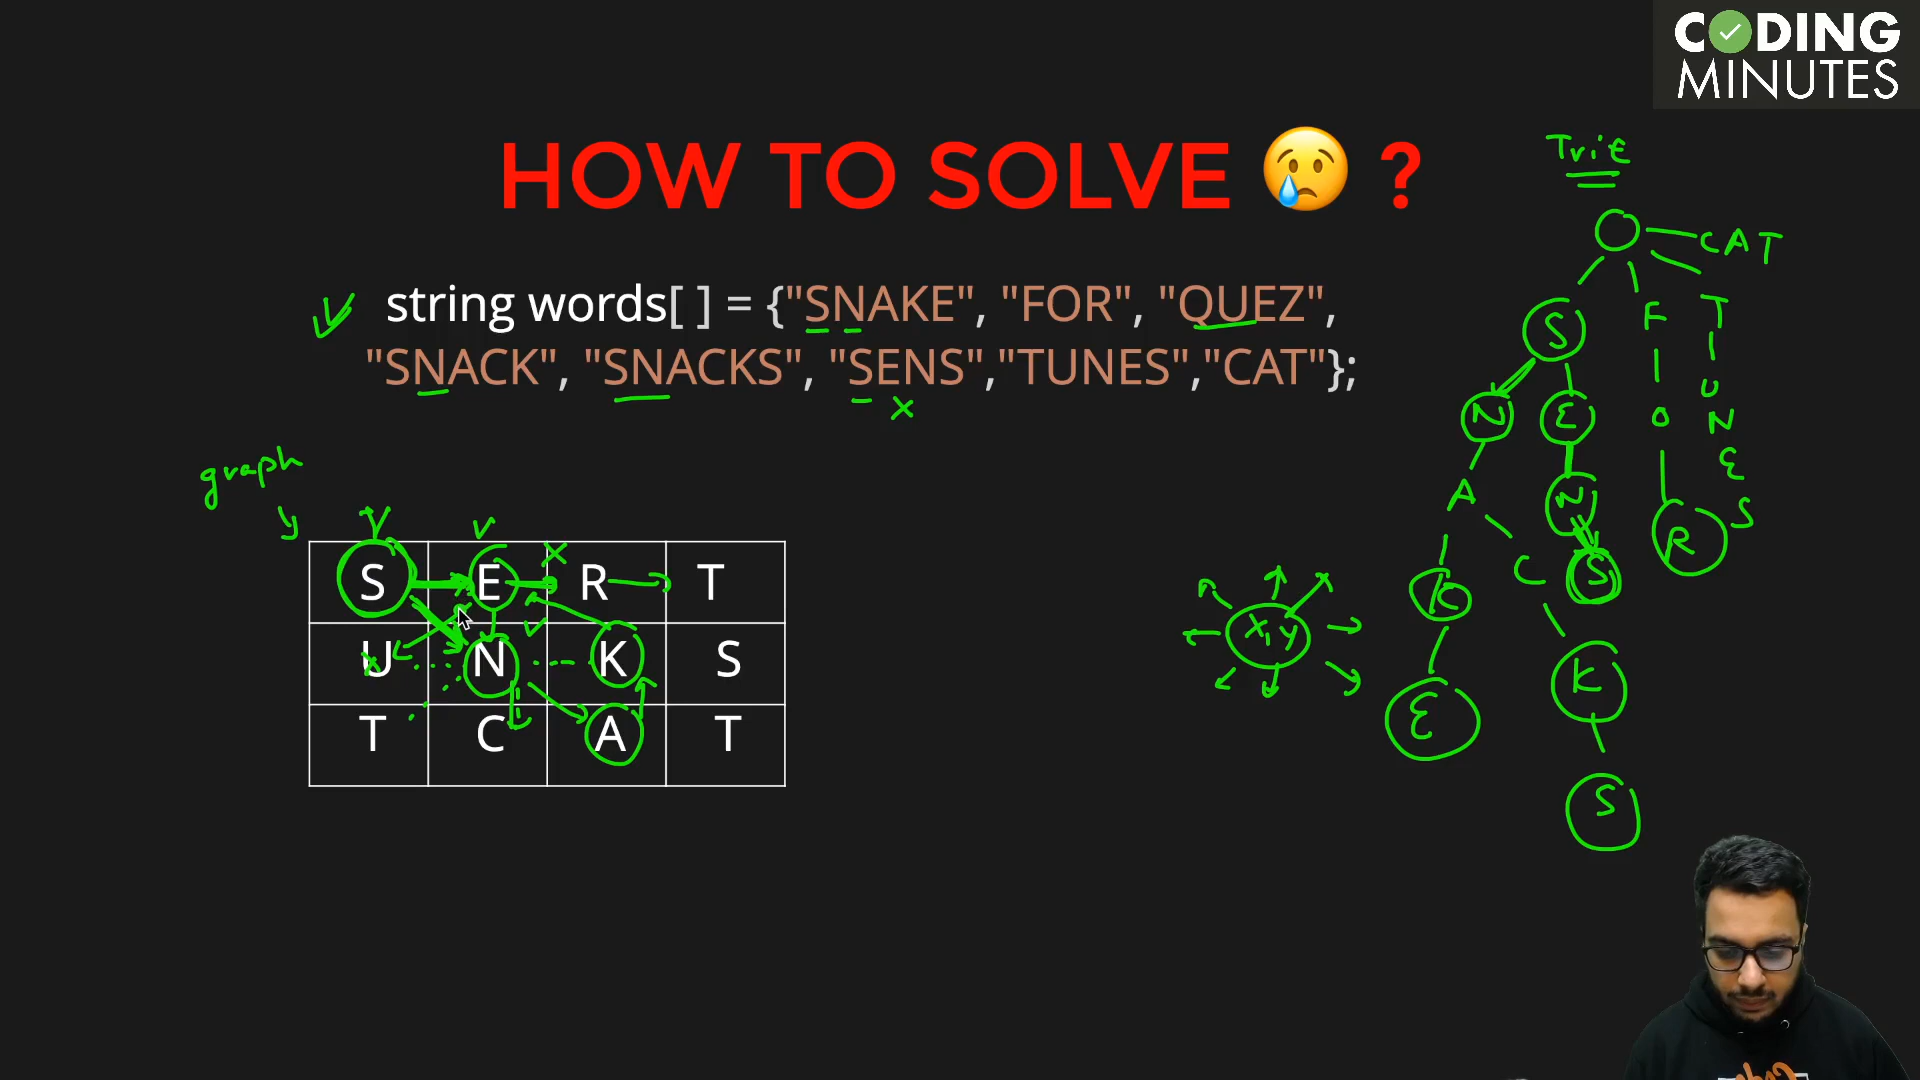 CODING
MINUTES
HOW TO SOLVE 😢 ?
string words[ ] = {"SNAKE", "FOR", "QUEZ",
"SNACK", "SNACKS", "SENS","TUNES","CAT"};
graph
S E R T
U N K S
T C A T
X, Y
Trie
CAT
S F T
N E O U
A N R N
K C S E
E K S
S